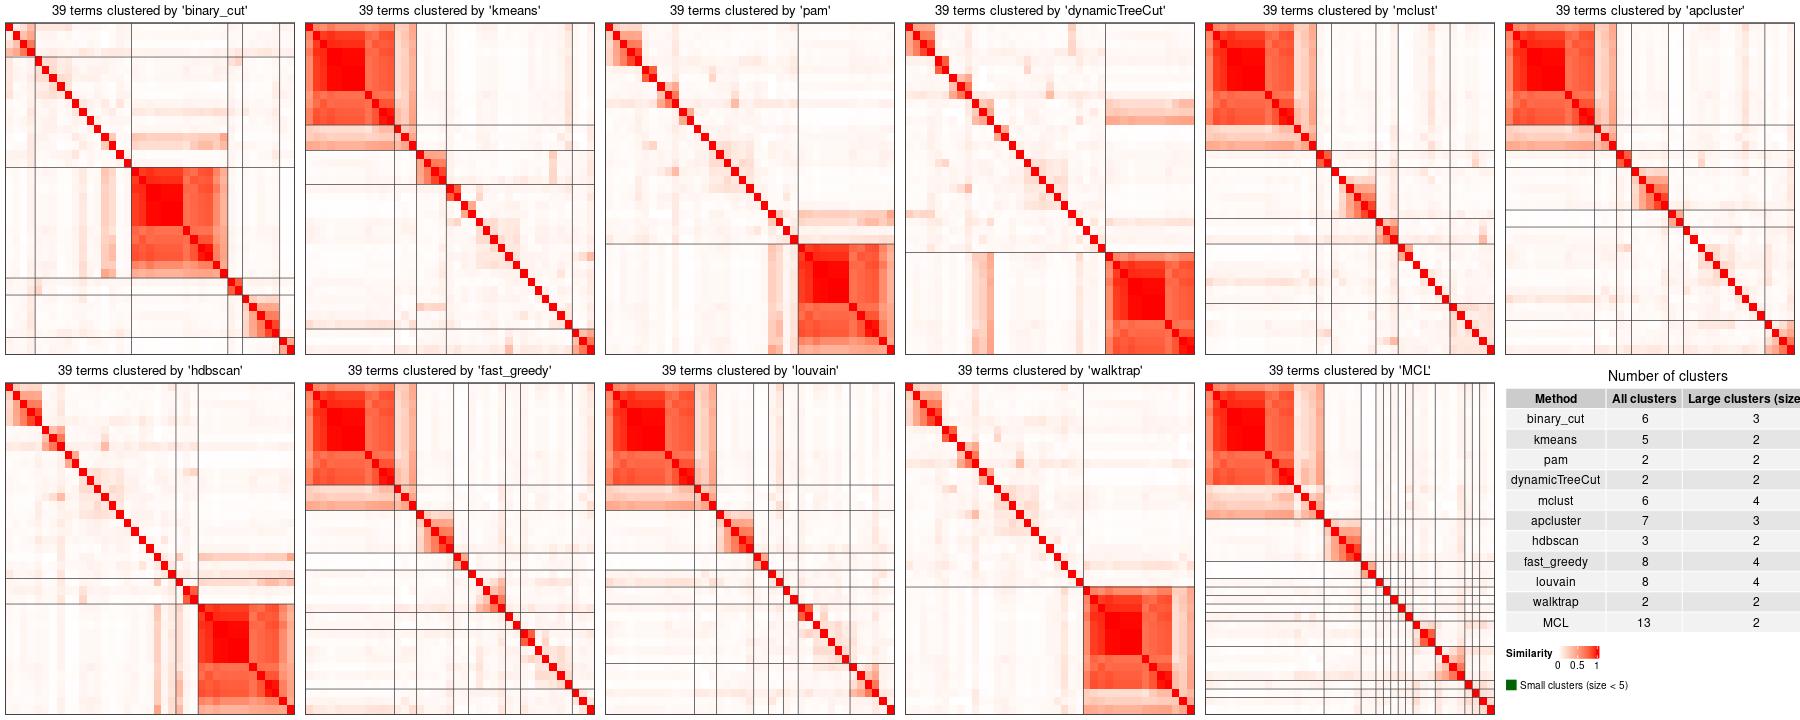 39 terms clustered by 'binary_cut'
39 terms clustered by 'kmeans'
39 terms clustered by 'pam'
39 terms clustered by 'dynamicTreeCut'
39 terms clustered by 'mclust'
39 terms clustered by 'apcluster'
39 terms clustered by 'hdbscan'
39 terms clustered by 'fast_greedy'
39 terms clustered by 'louvain'
39 terms clustered by 'walktrap'
39 terms clustered by 'MCL'
Number of clusters
Method All clusters Large clusters (size
binary_cut 6 3
kmeans 5 2
pam 2 2
dynamicTreeCut 2 2
mclust 6 4
apcluster 7 3
hdbscan 3 2
fast_greedy 8 4
louvain 8 4
walktrap 2 2
MCL 13 2
Similarity
0 0.5 1
Small clusters (size < 5)